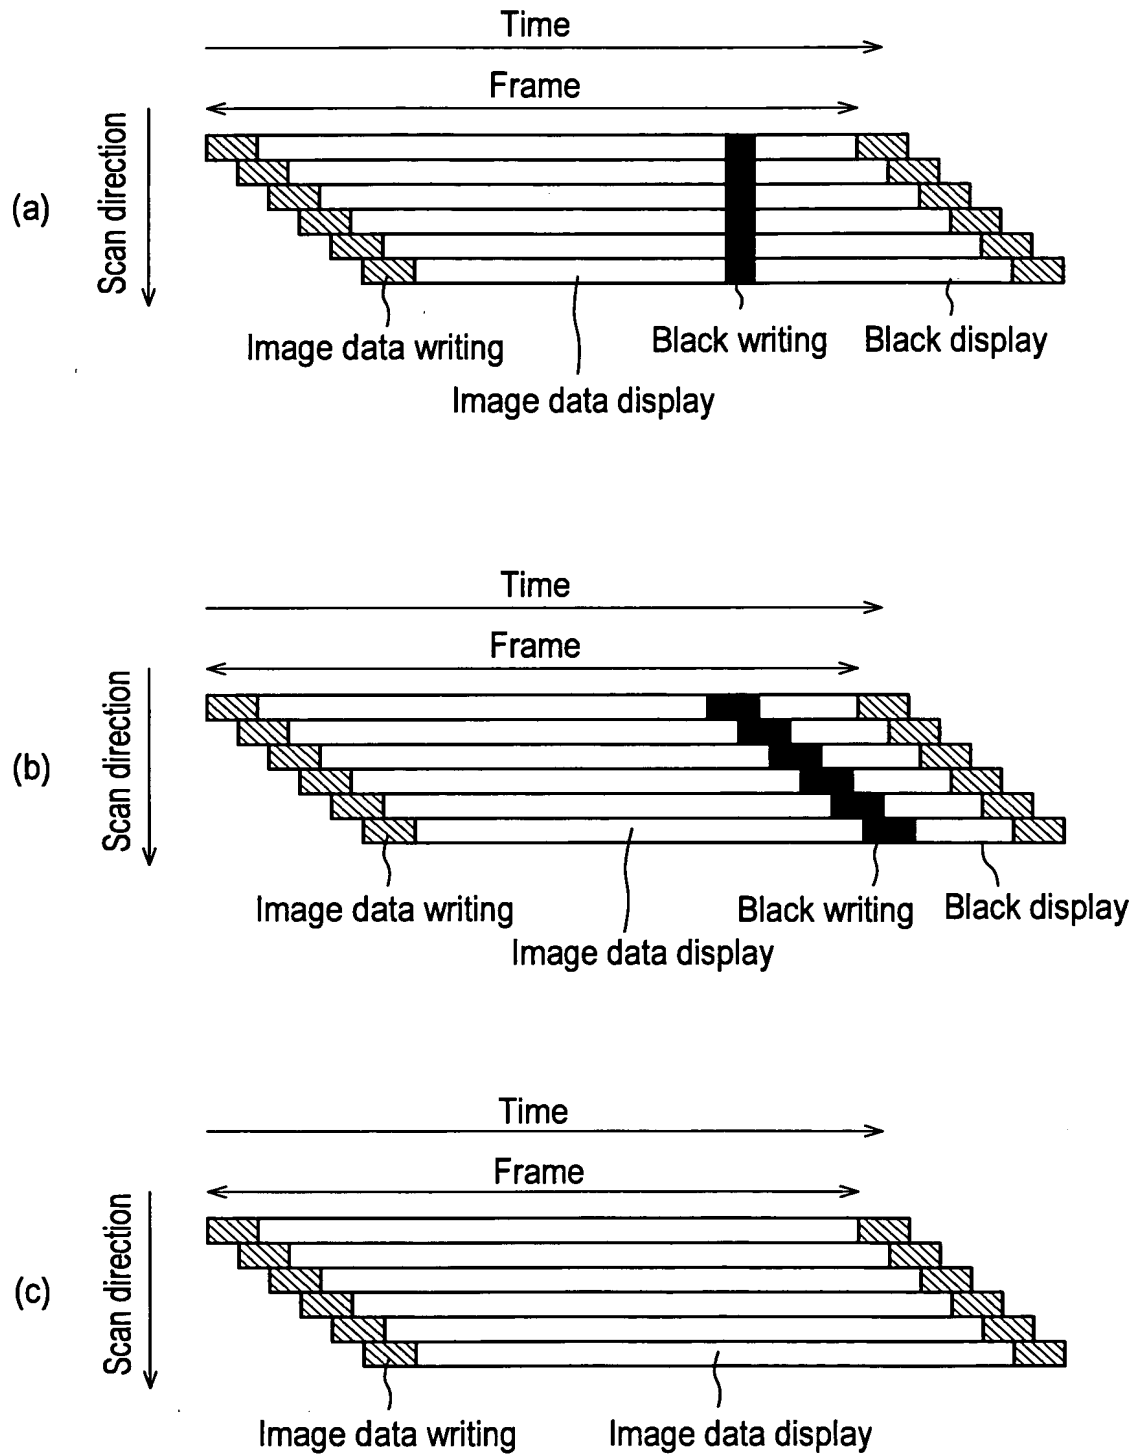 Time
Frame
Scan direction
(a)
Image data writing
Black writing
Black display
Image data display
Time
Frame
Scan direction
(b)
Image data writing
Black writing
Black display
Image data display
Time
Frame
Scan direction
(c)
Image data writing
Image data display